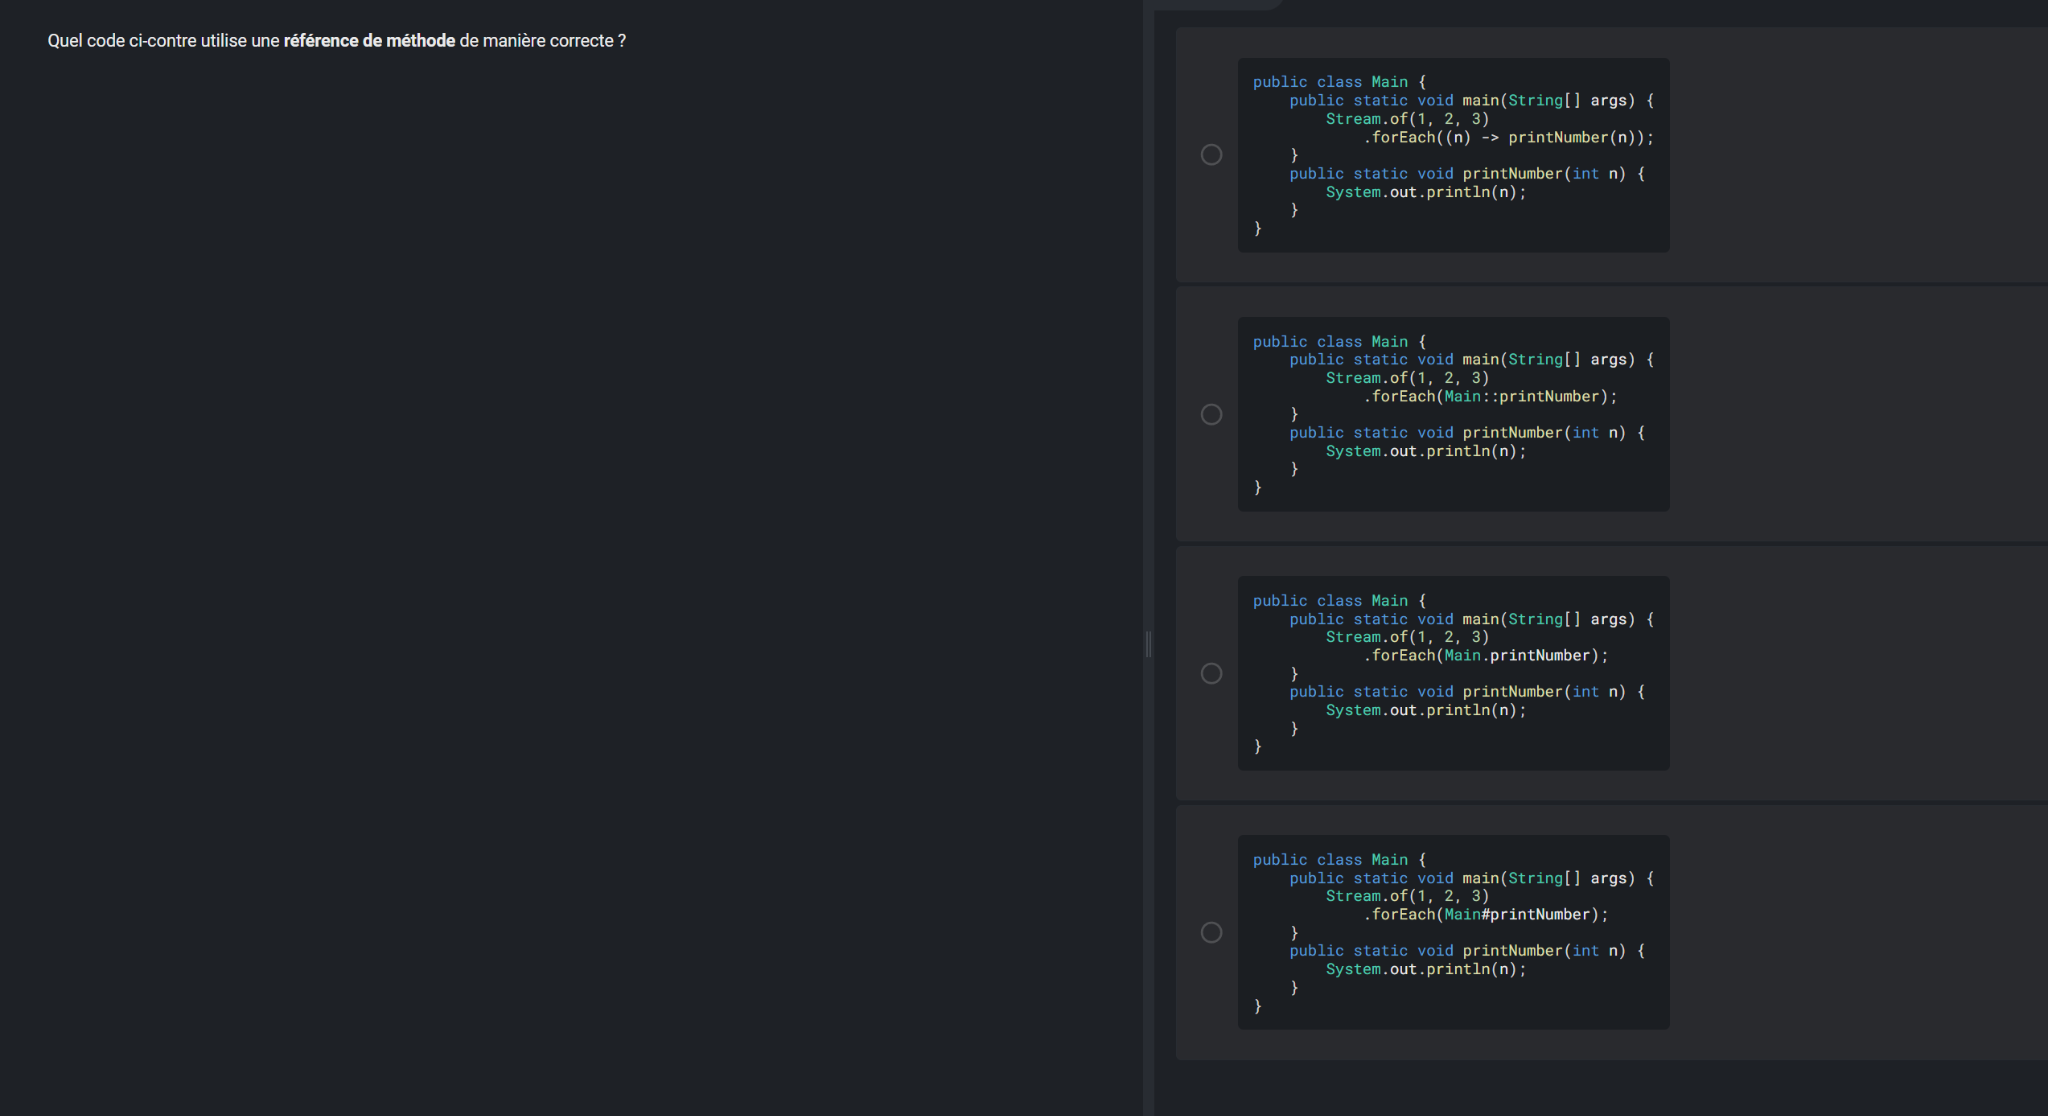 Quel code ci-contre utilise une référence de méthode de manière correcte ?
public class Main {
    public static void main(String[] args) {
        Stream.of(1, 2, 3)
            .forEach((n) -> printNumber(n));
    }
    public static void printNumber(int n) {
        System.out.println(n);
    }
}
public class Main {
    public static void main(String[] args) {
        Stream.of(1, 2, 3)
            .forEach(Main::printNumber);
    }
    public static void printNumber(int n) {
        System.out.println(n);
    }
}
public class Main {
    public static void main(String[] args) {
        Stream.of(1, 2, 3)
            .forEach(Main.printNumber);
    }
    public static void printNumber(int n) {
        System.out.println(n);
    }
}
public class Main {
    public static void main(String[] args) {
        Stream.of(1, 2, 3)
            .forEach(Main#printNumber);
    }
    public static void printNumber(int n) {
        System.out.println(n);
    }
}